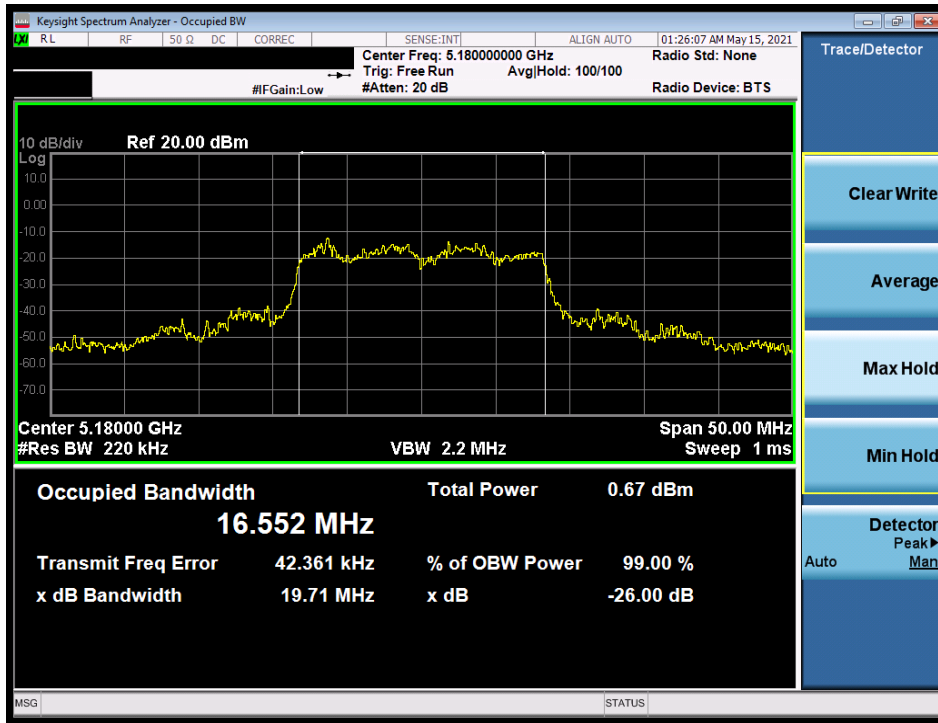 Keysight Spectrum Analyzer - Occupied BW
LXI RL RF 50 Ω DC CORREC SENSE:INT ALIGN AUTO 01:26:07 AM May 15, 2021
Center Freq: 5.180000000 GHz Radio Std: None
Trig: Free Run Avg|Hold: 100/100
#IFGain:Low #Atten: 20 dB Radio Device: BTS
10 dB/div Ref 20.00 dBm
Log
10.0
0.00
-10.0
-20.0
-30.0
-40.0
-50.0
-60.0
-70.0
Center 5.18000 GHz Span 50.00 MHz
#Res BW 220 kHz VBW 2.2 MHz Sweep 1 ms
Occupied Bandwidth Total Power 0.67 dBm
16.552 MHz
Transmit Freq Error 42.361 kHz % of OBW Power 99.00 %
x dB Bandwidth 19.71 MHz x dB -26.00 dB
MSG STATUS
Trace/Detector
Clear Write
Average
Max Hold
Min Hold
Detector
Peak▶
Auto Man